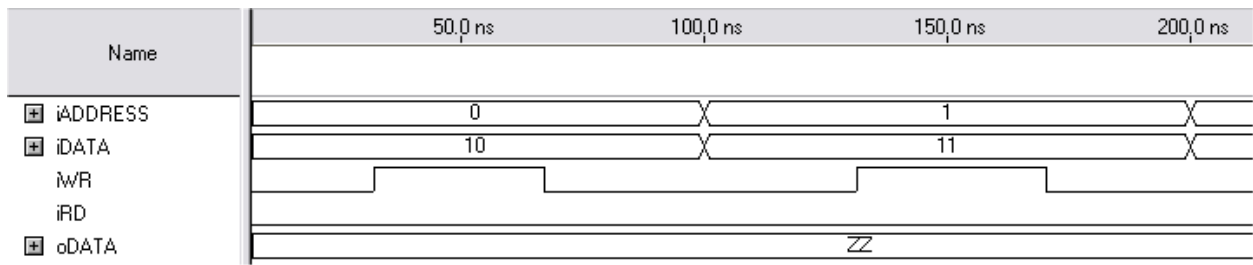 Name 50.0 ns 100.0 ns 150.0 ns 200.0 ns
iADDRESS 0 1
iDATA 10 11
iWR
iRD
oDATA ZZ